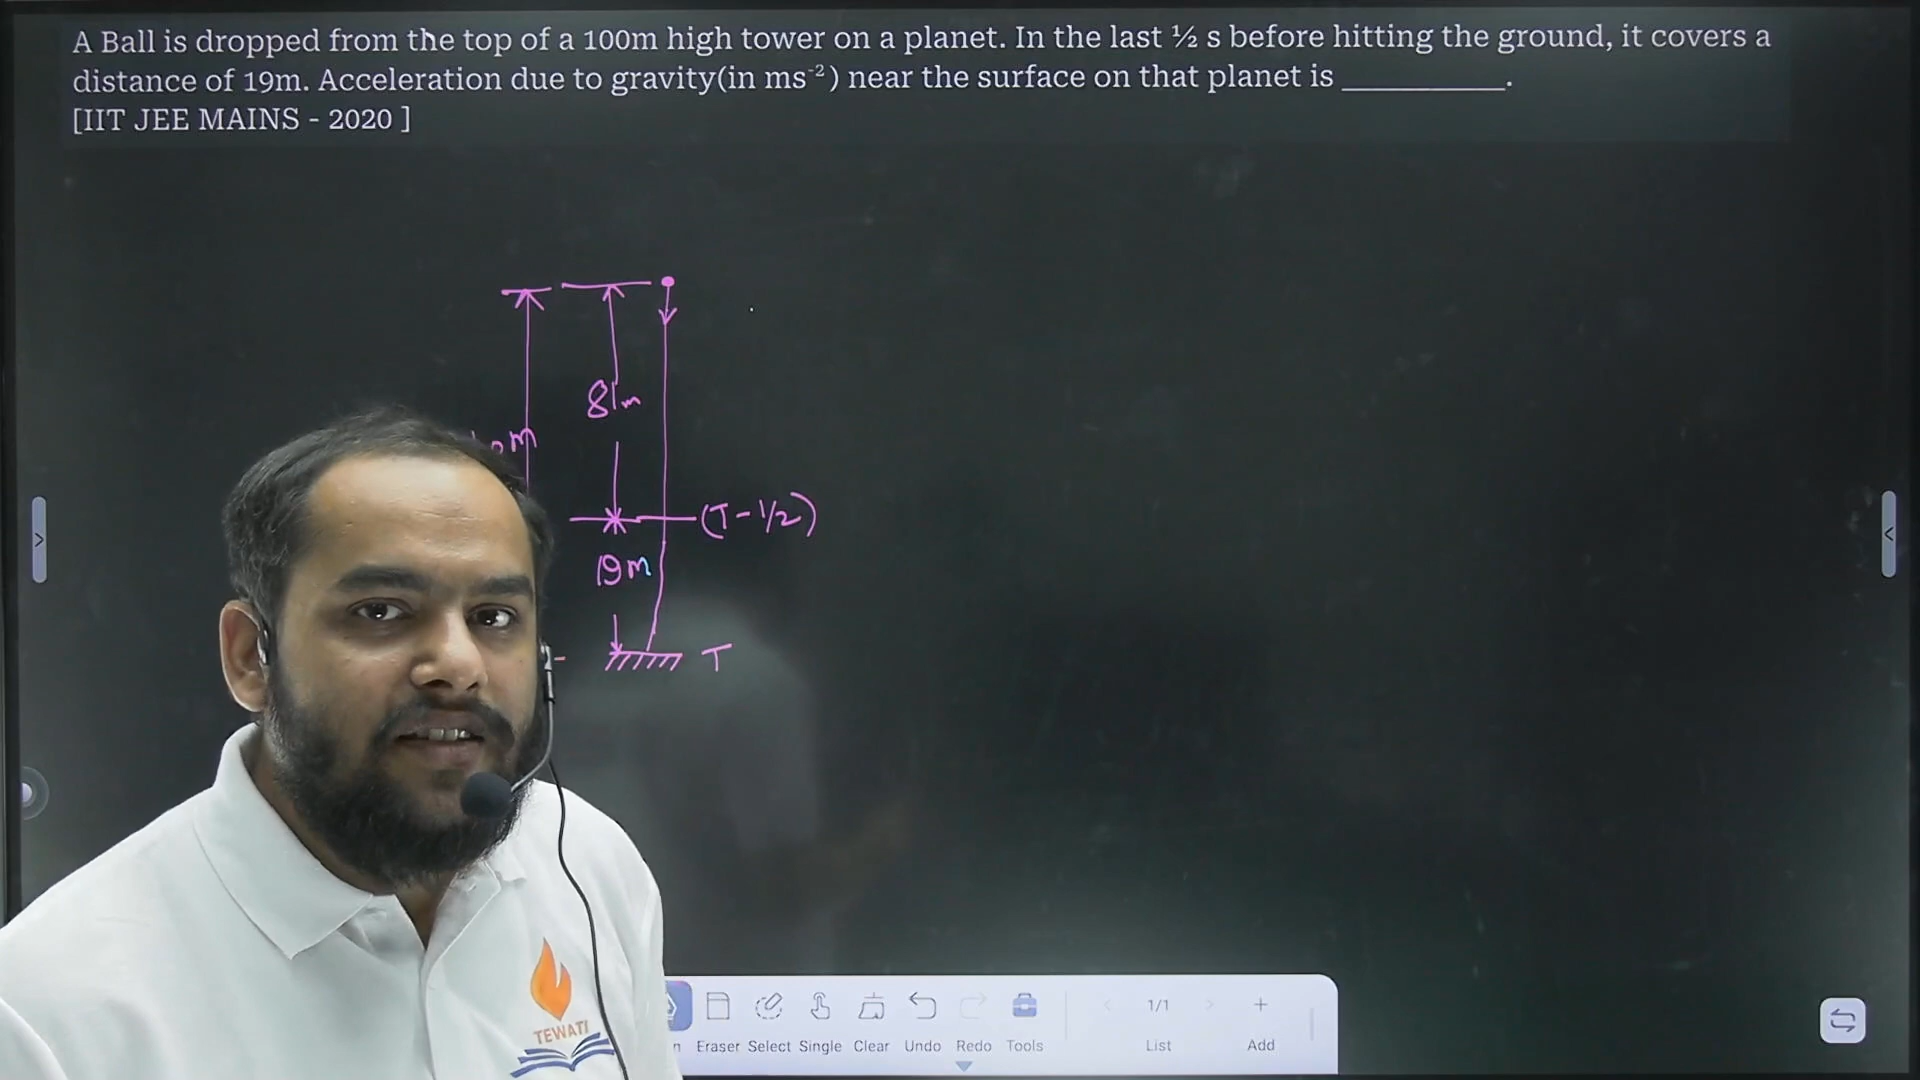 A Ball is dropped from the top of a 100m high tower on a planet. In the last ½ s before hitting the ground, it covers a
distance of 19m. Acceleration due to gravity(in ms⁻²) near the surface on that planet is __________.
[IIT JEE MAINS - 2020 ]
81m
(T-1/2)
19m
T
TEWATI
Eraser Select Single Clear Undo Redo Tools
1/1
List
Add